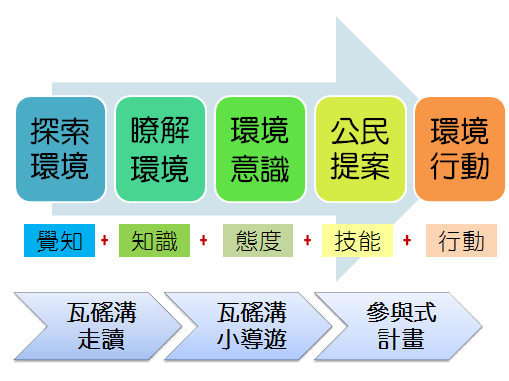 探索
環境
瞭解
環境
環境
意識
公民
提案
環境
行動
覺知 + 知識 + 態度 + 技能 + 行動
瓦磘溝
走讀
瓦磘溝
小導遊
參與式
計畫